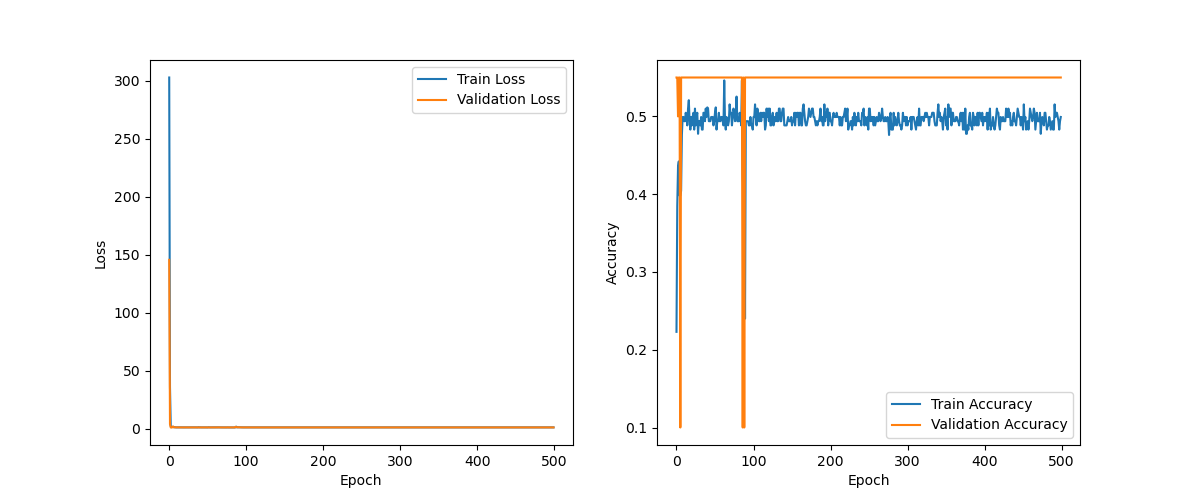 300
250
200
150
100
50
0
Loss
0 100 200 300 400 500
Epoch
Train Loss
Validation Loss
0.5
0.4
0.3
0.2
0.1
Accuracy
0 100 200 300 400 500
Epoch
Train Accuracy
Validation Accuracy